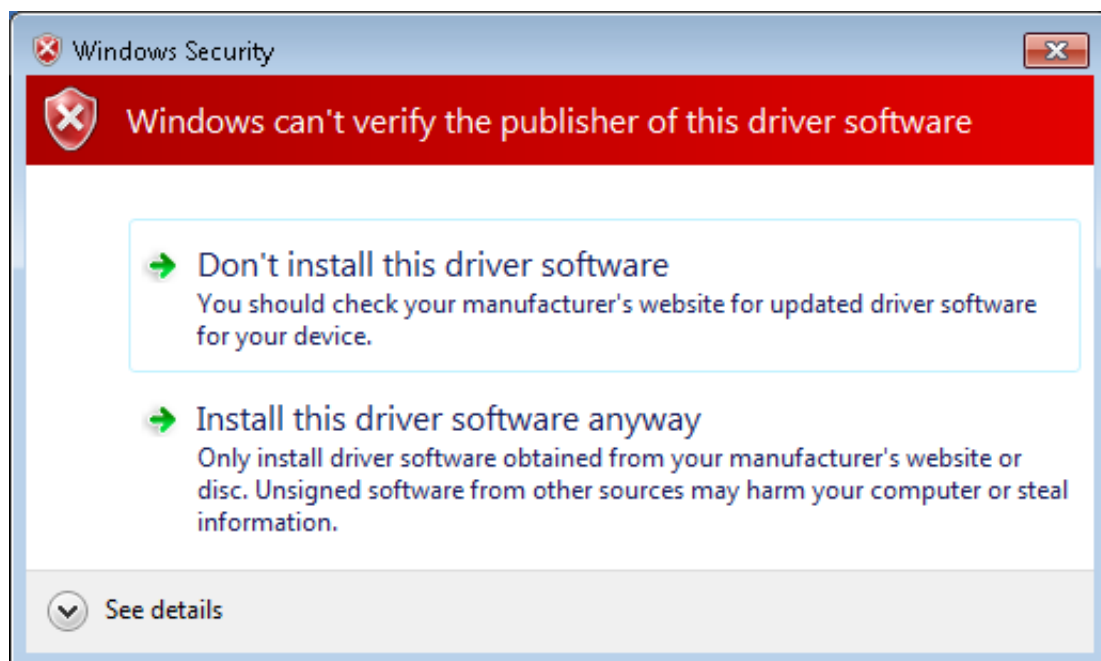 Windows Security
Windows can't verify the publisher of this driver software
Don't install this driver software
You should check your manufacturer's website for updated driver software
for your device.
Install this driver software anyway
Only install driver software obtained from your manufacturer's website or
disc. Unsigned software from other sources may harm your computer or steal
information.
See details